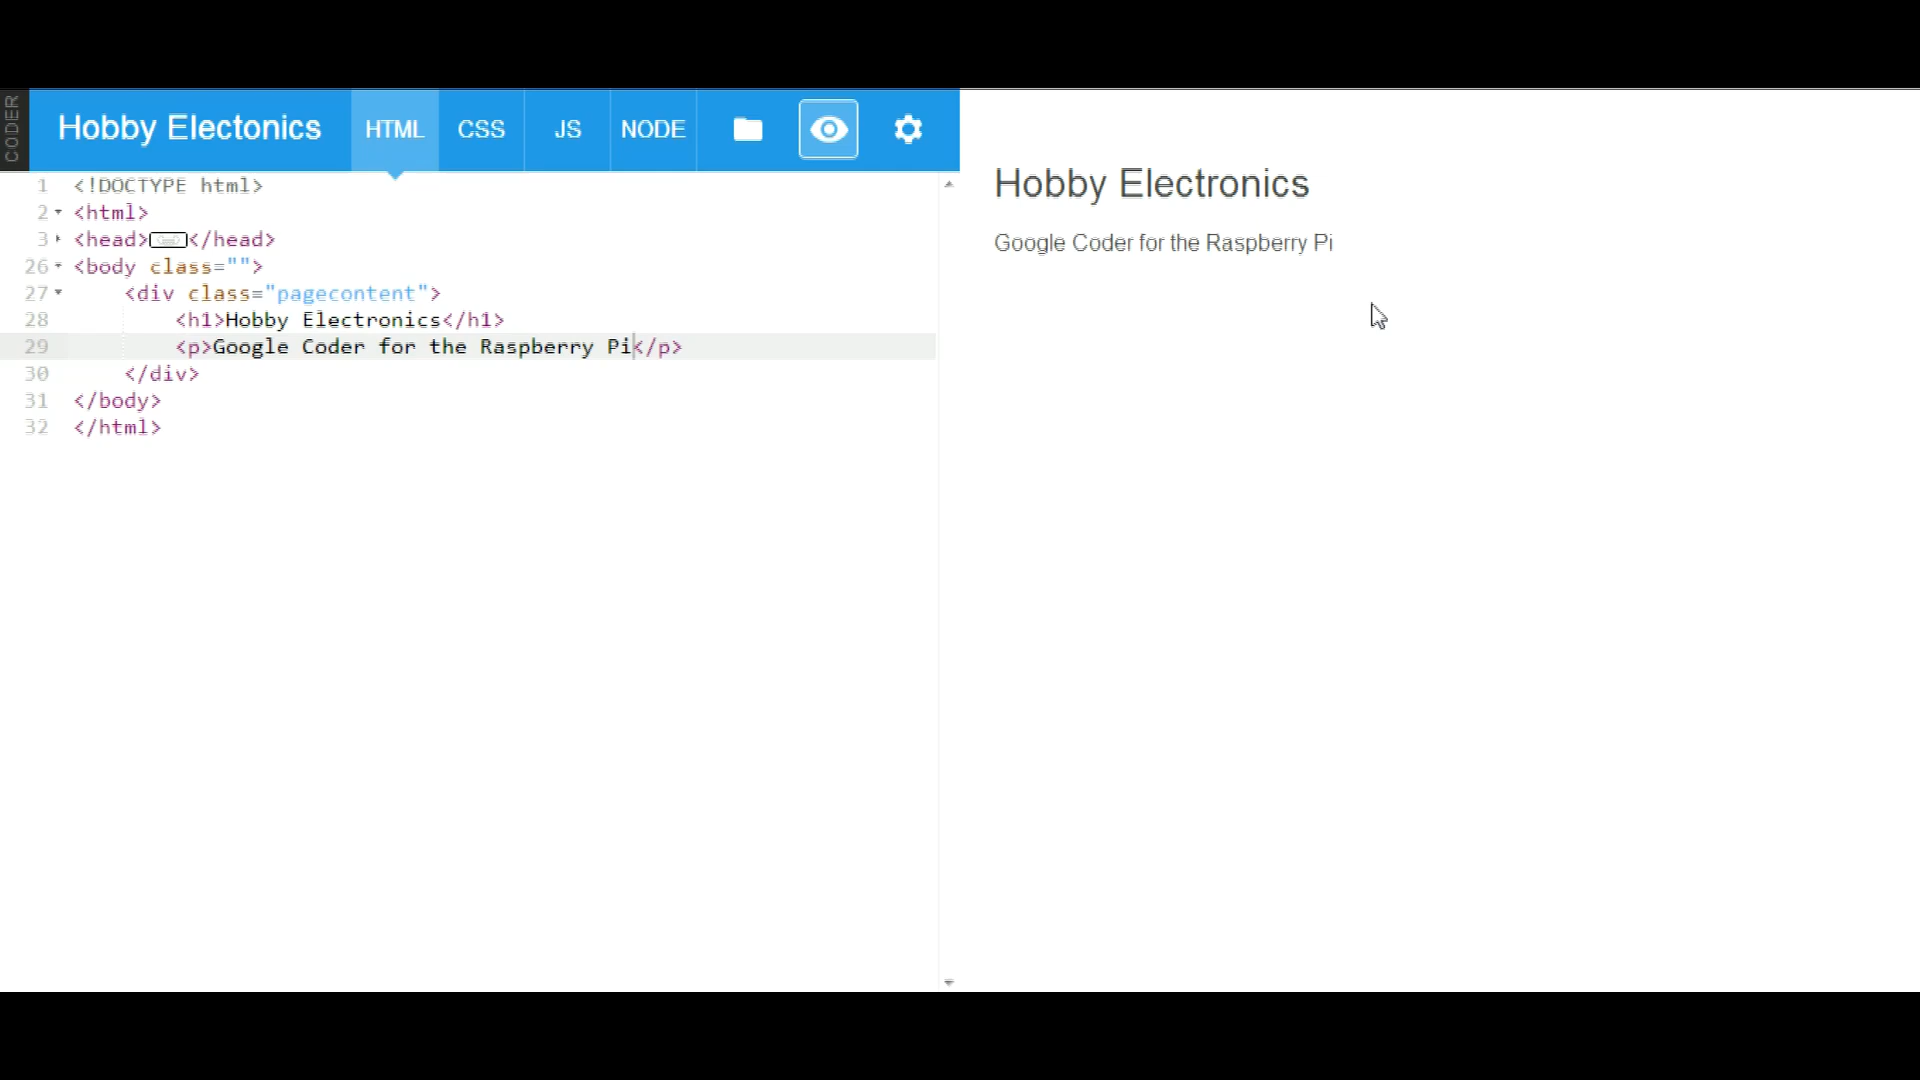 CODER
Hobby Electonics HTML CSS JS NODE
1 <!DOCTYPE html>
2 <html>
3 <head></head>
26 <body class="">
27 <div class="pagecontent">
28 <h1>Hobby Electronics</h1>
29 <p>Google Coder for the Raspberry Pi</p>
30 </div>
31 </body>
32 </html>
Hobby Electronics
Google Coder for the Raspberry Pi